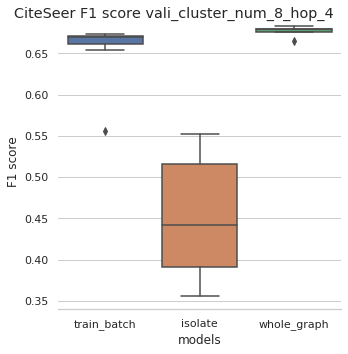 CiteSeer F1 score vali_cluster_num_8_hop_4
0.65
0.60
0.55
0.50
0.45
0.40
0.35
F1 score
train_batch isolate whole_graph
models